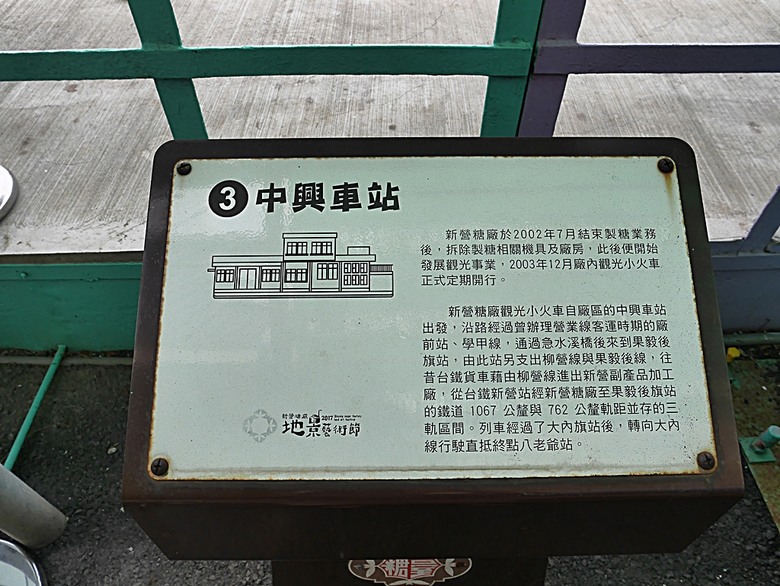 3 中興車站
新營糖廠於2002年7月結束製糖業務
後，拆除製糖相關機具及廠房，此後便開始
發展觀光事業，2003年12月廠內觀光小火車
正式定期開行。
新營糖廠觀光小火車自廠區的中興車站
出發，沿路經過曾辦理營業線客運時期的廠
前站、學甲線，通過急水溪橋後來到果毅後
旗站，由此站另支出柳營線與果毅後線，往
昔台鐵貨車藉由柳營線進出新營副產品加工
廠，從台鐵新營站經新營糖廠至果毅後旗站
的鐵道 1067 公釐與 762 公釐軌距並存的三
軌區間。列車經過了大內旗站後，轉向大內
線行駛直抵終點八老爺站。
新營糖廠 2017
地景藝術節